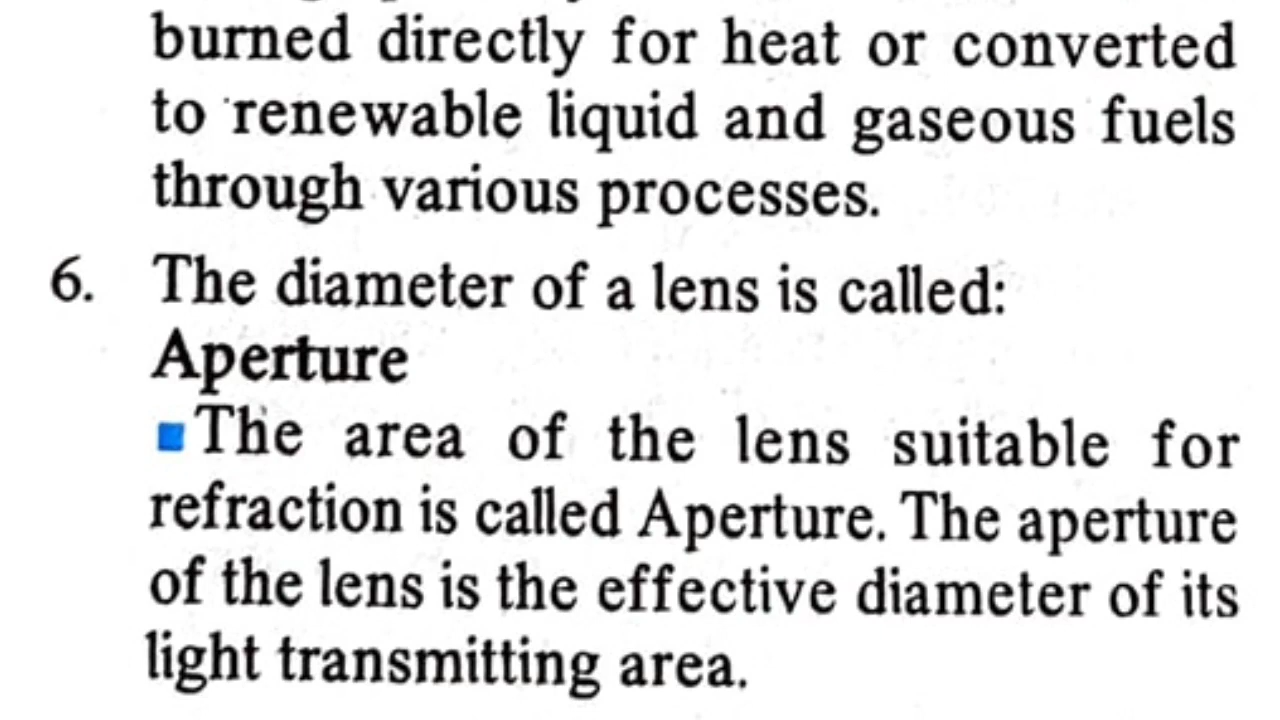 burned directly for heat or converted
to renewable liquid and gaseous fuels
through various processes.
6. The diameter of a lens is called:
Aperture
The area of the lens suitable for
refraction is called Aperture. The aperture
of the lens is the effective diameter of its
light transmitting area.